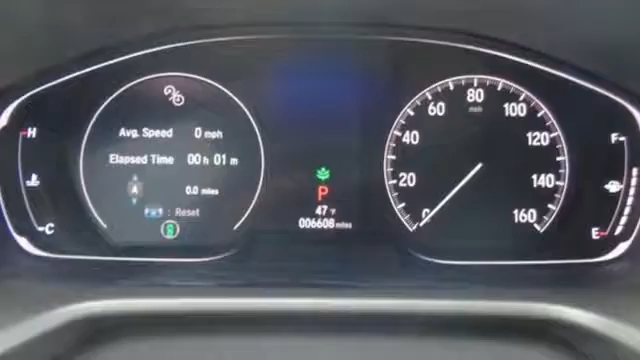 H
C
Avg. Speed 0 mph
Elapsed Time 00 h 01 m
A 0.0 miles
: Reset
P
47 °F
006608 miles
0
20
40
60
80
100
120
140
160
mph
F
E